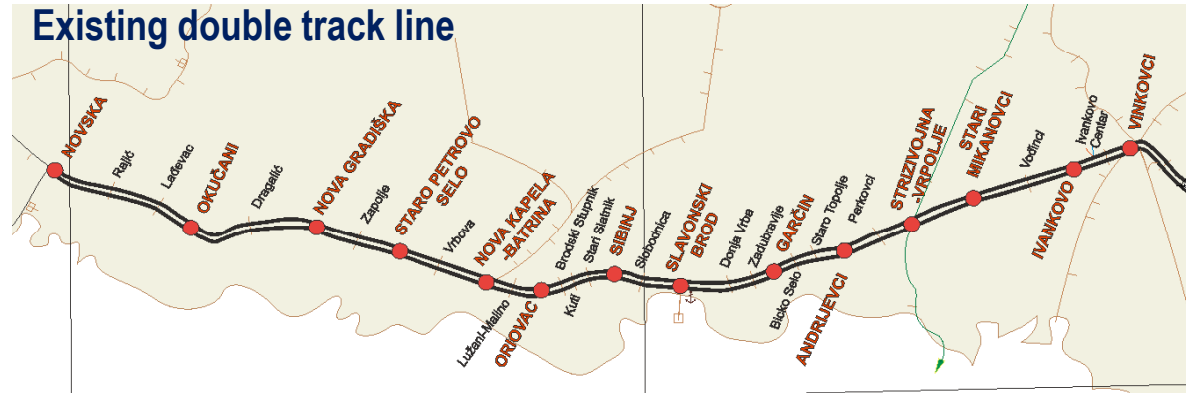 Existing double track line
NOVSKA
Rajić
Lađevac
OKUČANI
Dragalić
NOVA GRADIŠKA
Zapolje
STARO PETROVO
SELO
Vrbova
NOVA KAPELA
-BATRINA
Lužani-Malino
ORIOVAC
Kuti
Brodski Stupnik
Stari Slatnik
SIBINJ
Slobočnica
SLAVONSKI
BROD
Donja Vrba
Zadubravlje
GARČIN
Bicko Selo
Staro Topolje
ANDRIJEVCI
Perkovci
STRIZIVOJNA
-VRPOLJE
STARI
MIKANOVCI
Vođinci
IVANKOVO
Ivankovo
Centar
VINKOVCI